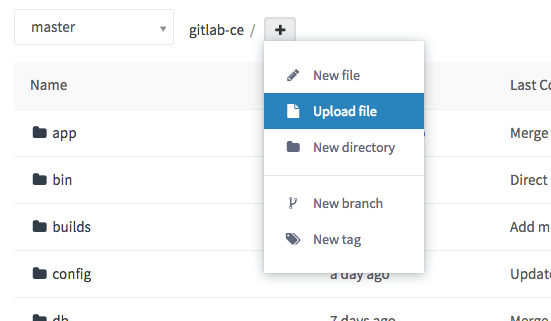 master
gitlab-ce /
New file
Name
Last Co
Upload file
app
Merge
New directory
bin
Direct
New branch
builds
Add m
New tag
config
a day ago
Update
db
7 days ago
Merge